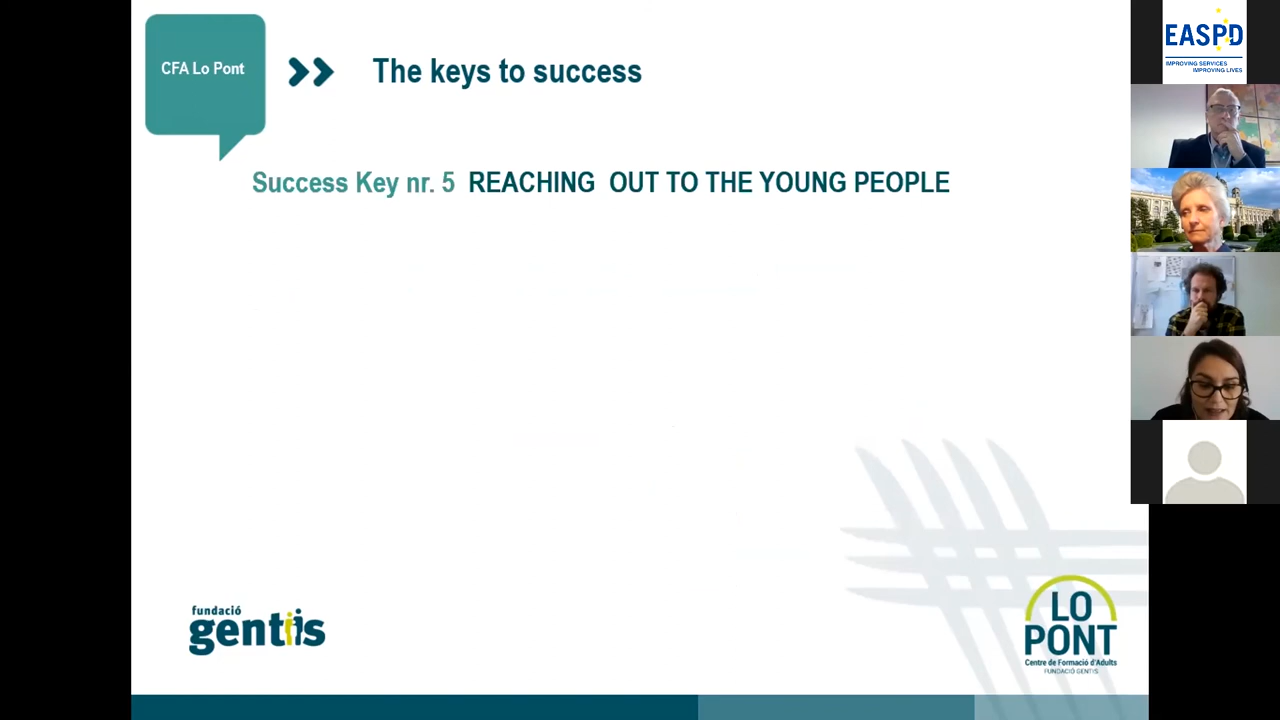 CFA Lo Pont
The keys to success
Success Key nr. 5 REACHING OUT TO THE YOUNG PEOPLE
fundació
gentis
LO
PONT
Centre de Formació d'Adults
FUNDACIÓ GENTIS
EASPD
IMPROVING SERVICES
IMPROVING LIVES